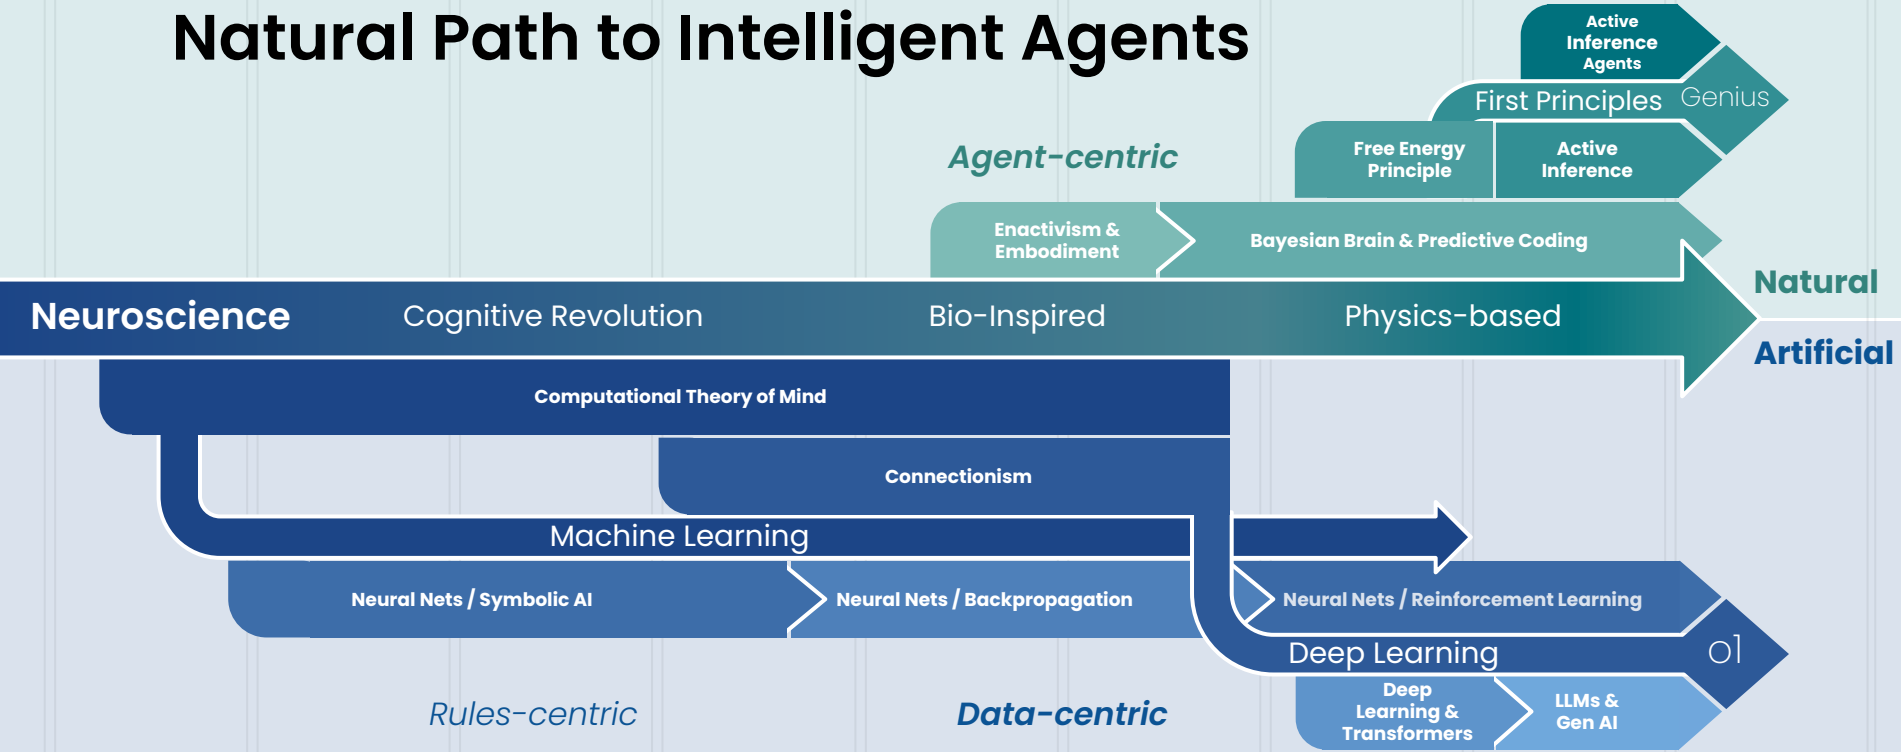 Natural Path to Intelligent Agents
Active
Inference
Agents
First Principles
Genius
Agent-centric
Free Energy
Principle
Active
Inference
Enactivism &
Embodiment
Bayesian Brain & Predictive Coding
Natural
Neuroscience
Cognitive Revolution
Bio-Inspired
Physics-based
Artificial
Computational Theory of Mind
Connectionism
Machine Learning
Neural Nets / Symbolic AI
Neural Nets / Backpropagation
Neural Nets / Reinforcement Learning
Deep Learning
o1
Rules-centric
Data-centric
Deep
Learning &
Transformers
LLMs &
Gen AI